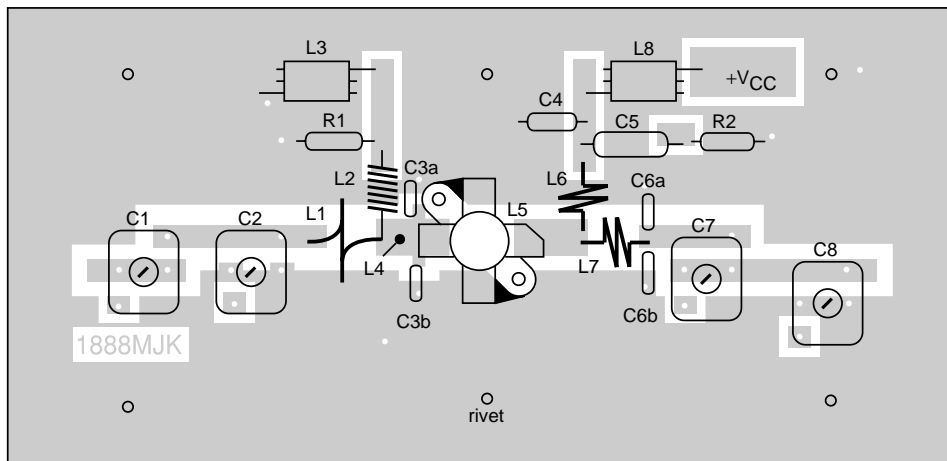 L3
L8
+VCC
C4
R1
C5
R2
L2
C3a
L6
C6a
C1
C2
L1
L5
C7
L4
L7
C8
C3b
C6b
1888MJK
rivet